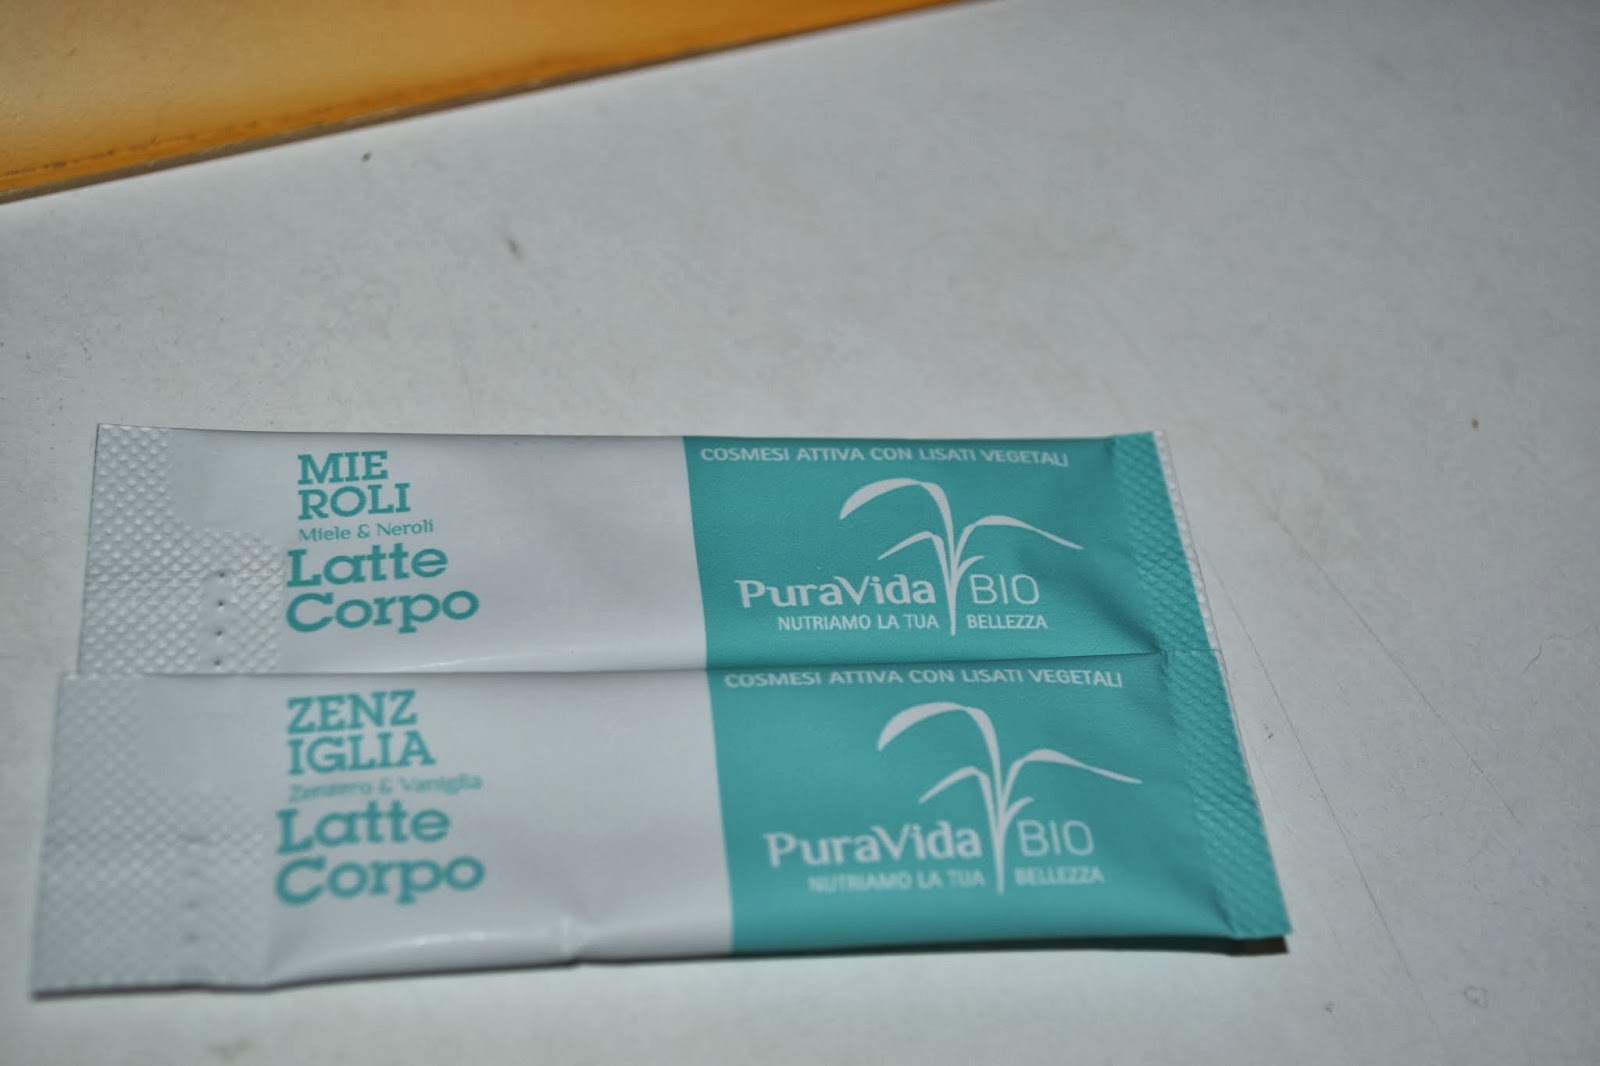 MIE
ROLI
Miele & Neroli
Latte
Corpo
COSMESI ATTIVA CON LISATI VEGETALI
PuraVida BIO
NUTRIAMO LA TUA BELLEZZA
ZENZ
IGLIA
Zenzero & Vaniglia
Latte
Corpo
COSMESI ATTIVA CON LISATI VEGETALI
PuraVida BIO
NUTRIAMO LA TUA BELLEZZA